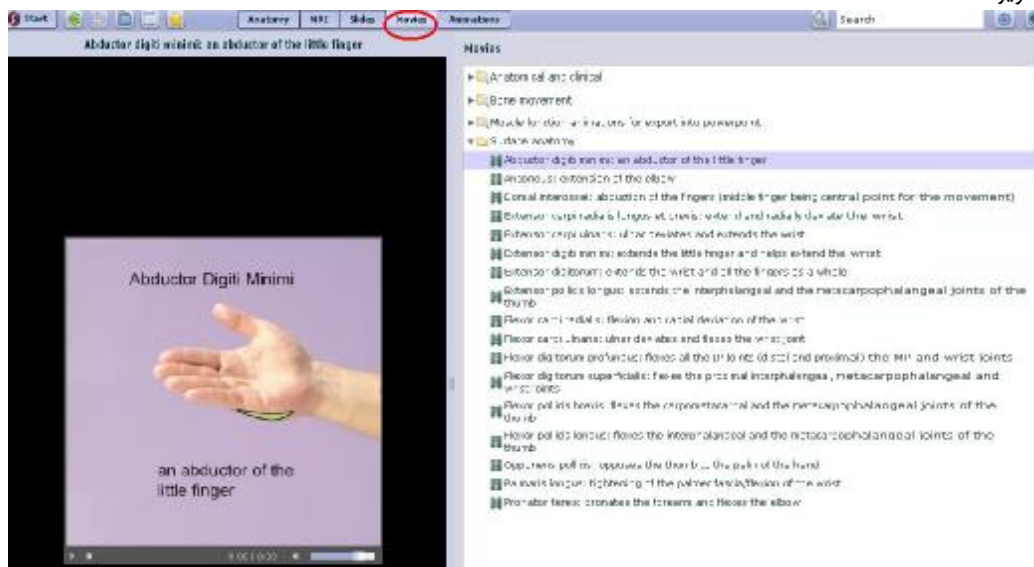 Start
Anatomy MRI Slides Movies Animations
Search
Abductor digiti minimi: an abductor of the little finger
Movies
Anatomical and clinical
Bone movement
Muscle function animations for export into powerpoint
Surface anatomy
Abductor digiti minimi: an abductor of the little finger
Anconeus: extension of the elbow
Dorsal interossei: abduction of the fingers (middle finger being central point for the movement)
Extensor carpi radialis longus et brevis: extend and radially deviate the wrist
Extensor carpi ulnaris: ulnar deviates and extends the wrist
Extensor digiti minimi: extends the little finger and helps extend the wrist
Extensor digitorum: extends the wrist and all the fingers as a whole
Extensor pollicis longus: extends the interphalangeal and the metacarpophalangeal joints of the
thumb
Flexor carpi radialis: flexion and radial deviation of the wrist
Flexor carpi ulnaris: ulnar deviates and flexes the wrist joint
Flexor digitorum profundus: flexes all the IP joints (distal and proximal) the MP and wrist joints
Flexor digitorum superficialis: flexes the proximal interphalangeal, metacarpophalangeal and
wrist joints
Flexor pollicis brevis: flexes the carpometacarpal and the metacarpophalangeal joints of the
thumb
Flexor pollicis longus: flexes the interphalangeal and the metacarpophalangeal joints of the
thumb
Opponens pollicis: opposes the thumb to the palm of the hand
Palmaris longus: tightening of the palmer fascia/flexion of the wrist
Pronator teres: pronates the forearm and flexes the elbow
Abductor Digiti Minimi
an abductor of the
little finger